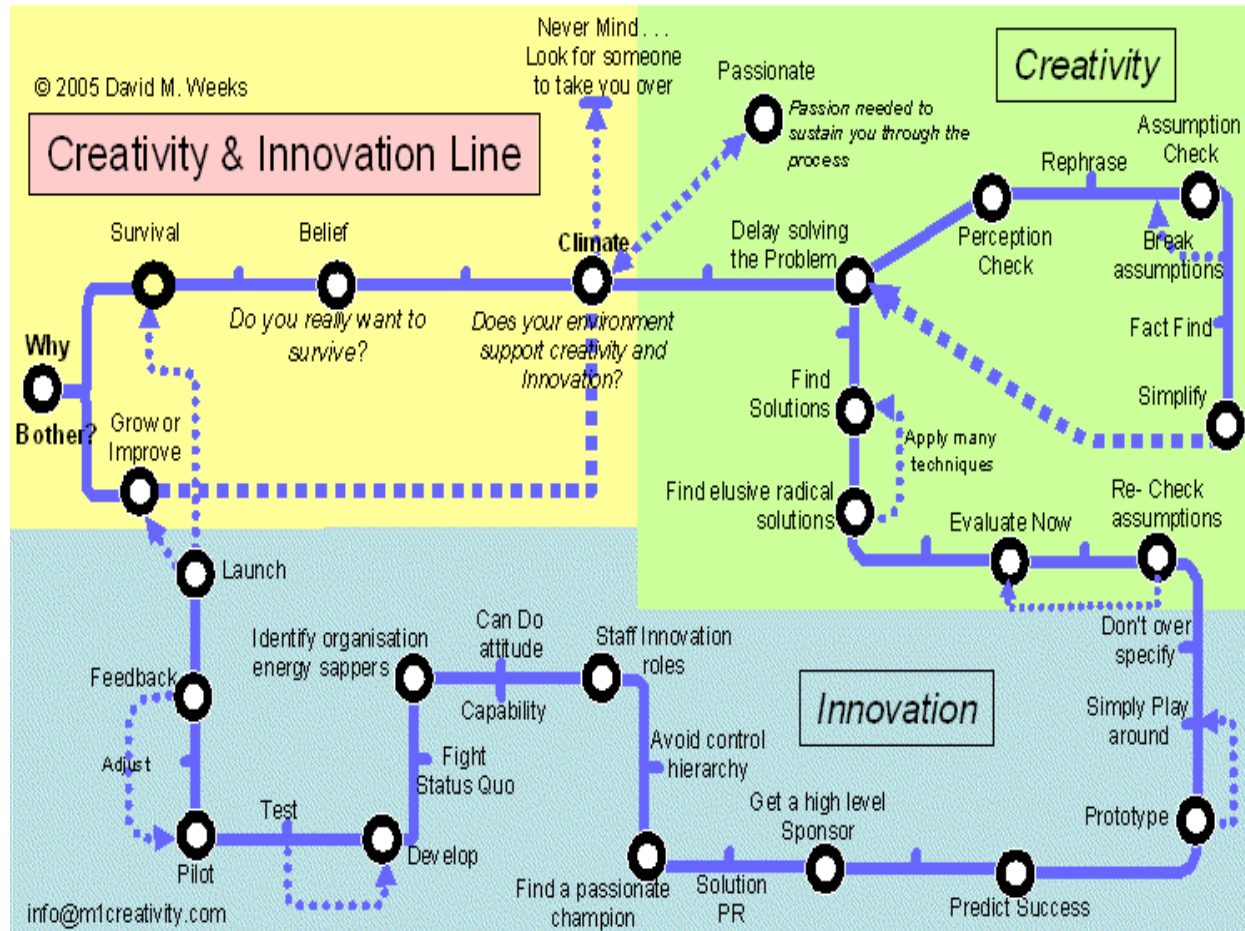 © 2005 David M. Weeks
Creativity & Innovation Line
Never Mind . . .
Look for someone
to take you over
Passionate
Passion needed to
sustain you through the
process
Creativity
Assumption
Check
Rephrase
Survival
Belief
Climate
Delay solving
the Problem
Perception
Check
Break
assumptions
Do you really want to
survive?
Does your environment
support creativity and
Innovation?
Why
Bother?
Grow or
Improve
Fact Find
Find
Solutions
Simplify
Apply many
techniques
Find elusive radical
solutions
Evaluate Now
Re- Check
assumptions
Launch
Identify organisation
energy sappers
Can Do
attitude
Staff Innovation
roles
Don't over
specify
Feedback
Capability
Innovation
Simply Play
around
Adjust
Fight
Status Quo
Avoid control
hierarchy
Test
Get a high level
Sponsor
Prototype
Pilot
Develop
Find a passionate
champion
Solution
PR
Predict Success
info@m1creativity.com